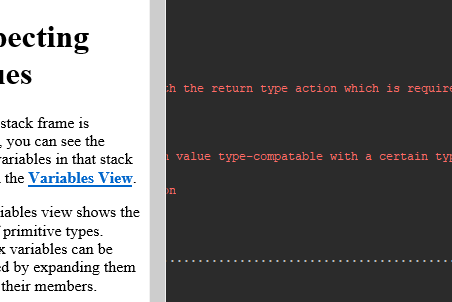 pecting
ues
stack frame is
, you can see the
variables in that stack
the Variables View.
iables view shows the
primitive types.
x variables can be
ed by expanding them
their members.
th the return type action which is require
value type-compatable with a certain typ
on